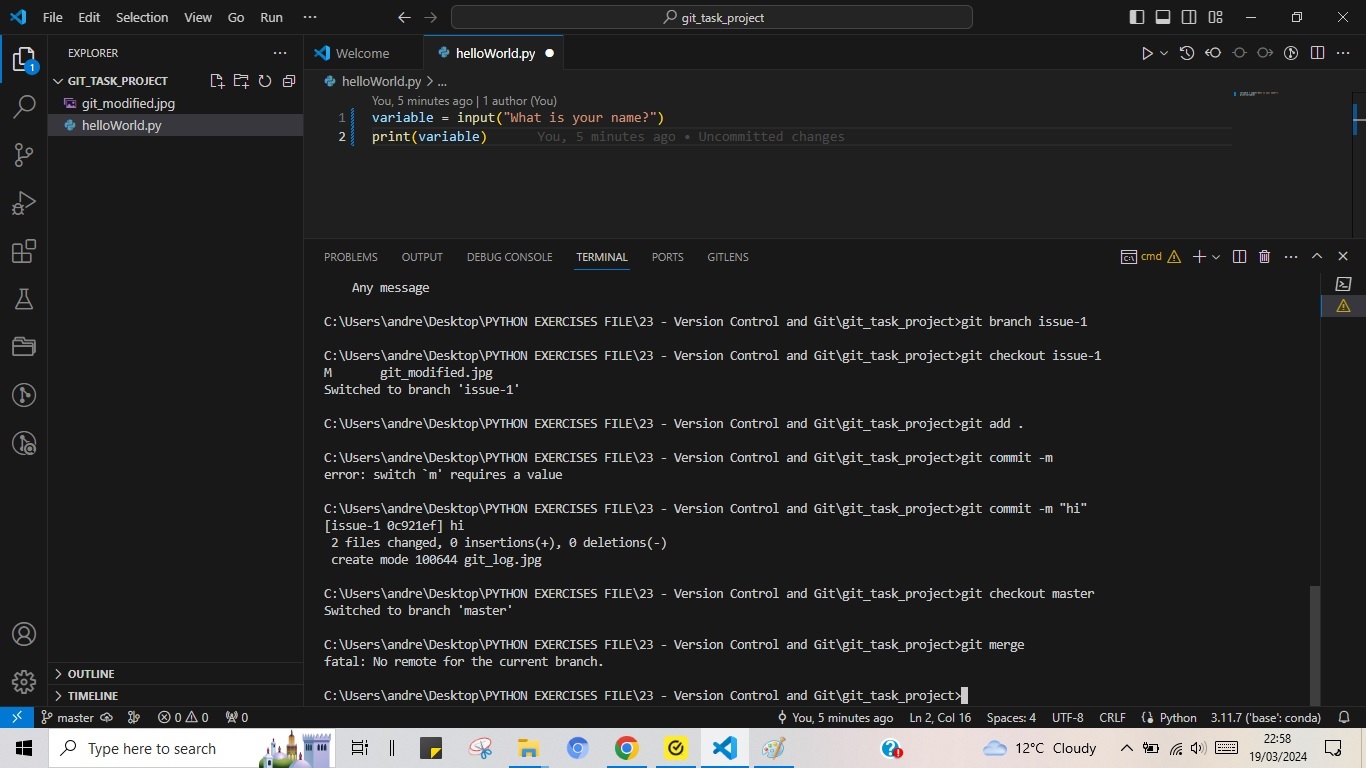 File Edit Selection View Go Run ··· git_task_project
EXPLORER ···
GIT_TASK_PROJECT
git_modified.jpg
helloWorld.py
OUTLINE
TIMELINE
1
Welcome helloWorld.py
helloWorld.py > ...
You, 5 minutes ago | 1 author (You)
1 variable = input("What is your name?")
2 print(variable) You, 5 minutes ago • Uncommitted changes
PROBLEMS OUTPUT DEBUG CONSOLE TERMINAL PORTS GITLENS cmd
Any message
C:\Users\andre\Desktop\PYTHON EXERCISES FILE\23 - Version Control and Git\git_task_project>git branch issue-1
C:\Users\andre\Desktop\PYTHON EXERCISES FILE\23 - Version Control and Git\git_task_project>git checkout issue-1
M git_modified.jpg
Switched to branch 'issue-1'
C:\Users\andre\Desktop\PYTHON EXERCISES FILE\23 - Version Control and Git\git_task_project>git add .
C:\Users\andre\Desktop\PYTHON EXERCISES FILE\23 - Version Control and Git\git_task_project>git commit -m
error: switch `m' requires a value
C:\Users\andre\Desktop\PYTHON EXERCISES FILE\23 - Version Control and Git\git_task_project>git commit -m "hi"
[issue-1 0c921ef] hi
2 files changed, 0 insertions(+), 0 deletions(-)
create mode 100644 git_log.jpg
C:\Users\andre\Desktop\PYTHON EXERCISES FILE\23 - Version Control and Git\git_task_project>git checkout master
Switched to branch 'master'
C:\Users\andre\Desktop\PYTHON EXERCISES FILE\23 - Version Control and Git\git_task_project>git merge
fatal: No remote for the current branch.
C:\Users\andre\Desktop\PYTHON EXERCISES FILE\23 - Version Control and Git\git_task_project>
master 0 0 0 You, 5 minutes ago Ln 2, Col 16 Spaces: 4 UTF-8 CRLF Python 3.11.7 ('base': conda)
Type here to search 12°C Cloudy 22:58
19/03/2024